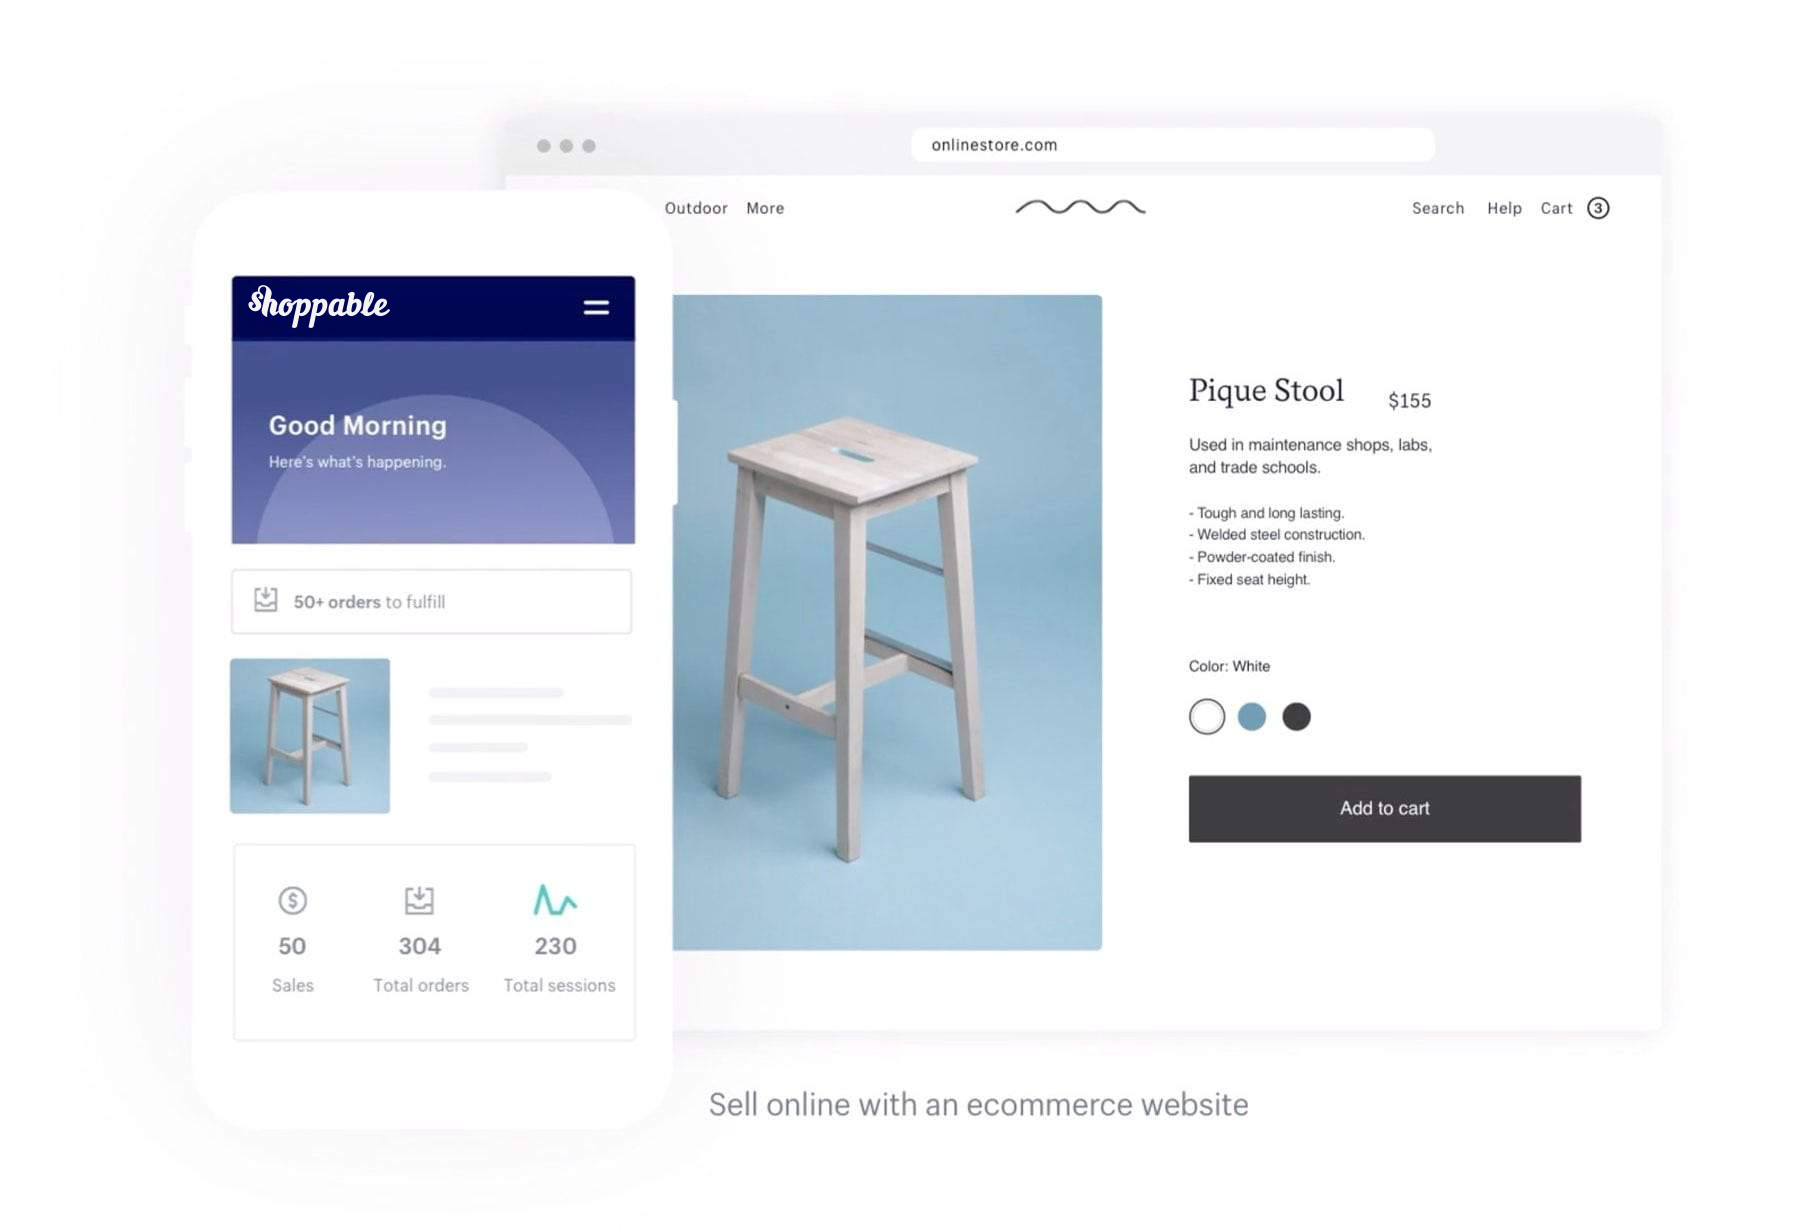 onlinestore.com
Outdoor More
Search Help Cart 3
shoppable
Good Morning
Here's what's happening.
50+ orders to fulfill
50 304 230
Sales Total orders Total sessions
Pique Stool $155
Used in maintenance shops, labs,
and trade schools.
- Tough and long lasting.
- Welded steel construction.
- Powder-coated finish.
- Fixed seat height.
Color: White
Add to cart
Sell online with an ecommerce website